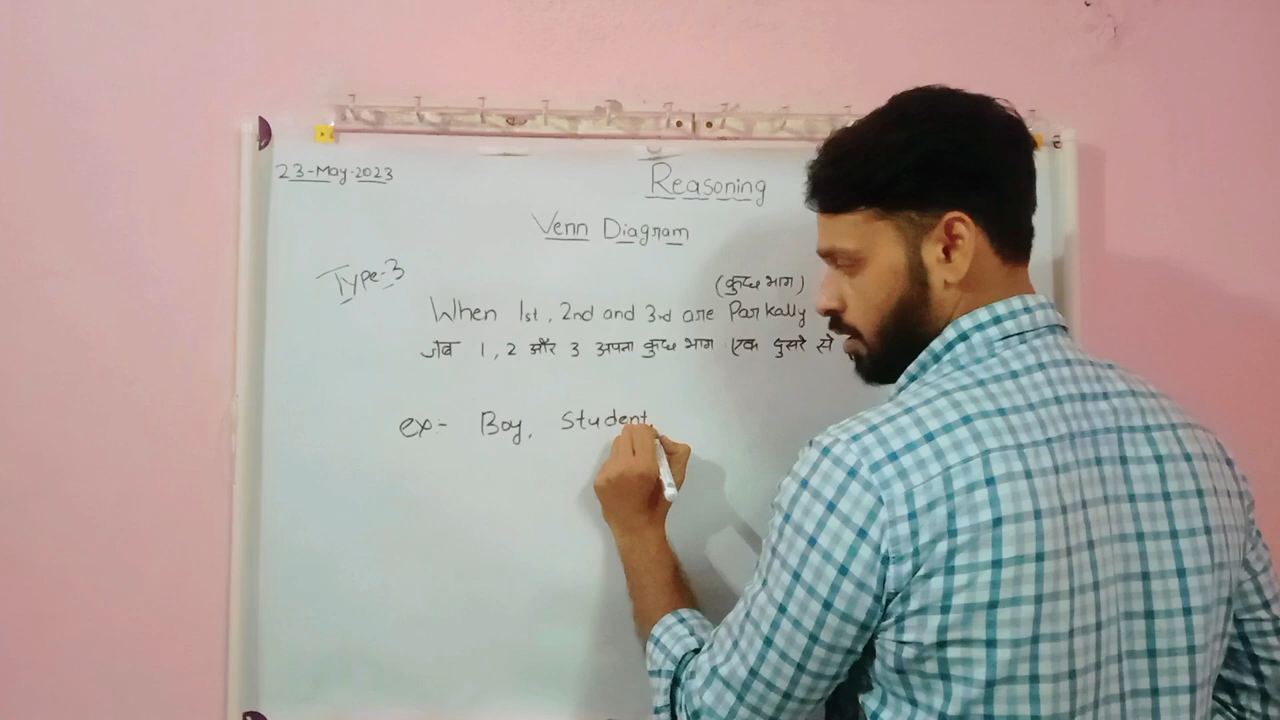 23-May-2023
Reasoning
Venn Diagram
Type-3
(कुछ भाग)
When 1st, 2nd and 3rd are Partially
जब 1, 2 और 3 अपना कुछ भाग एक दुसरे से
ex:- Boy, Student,